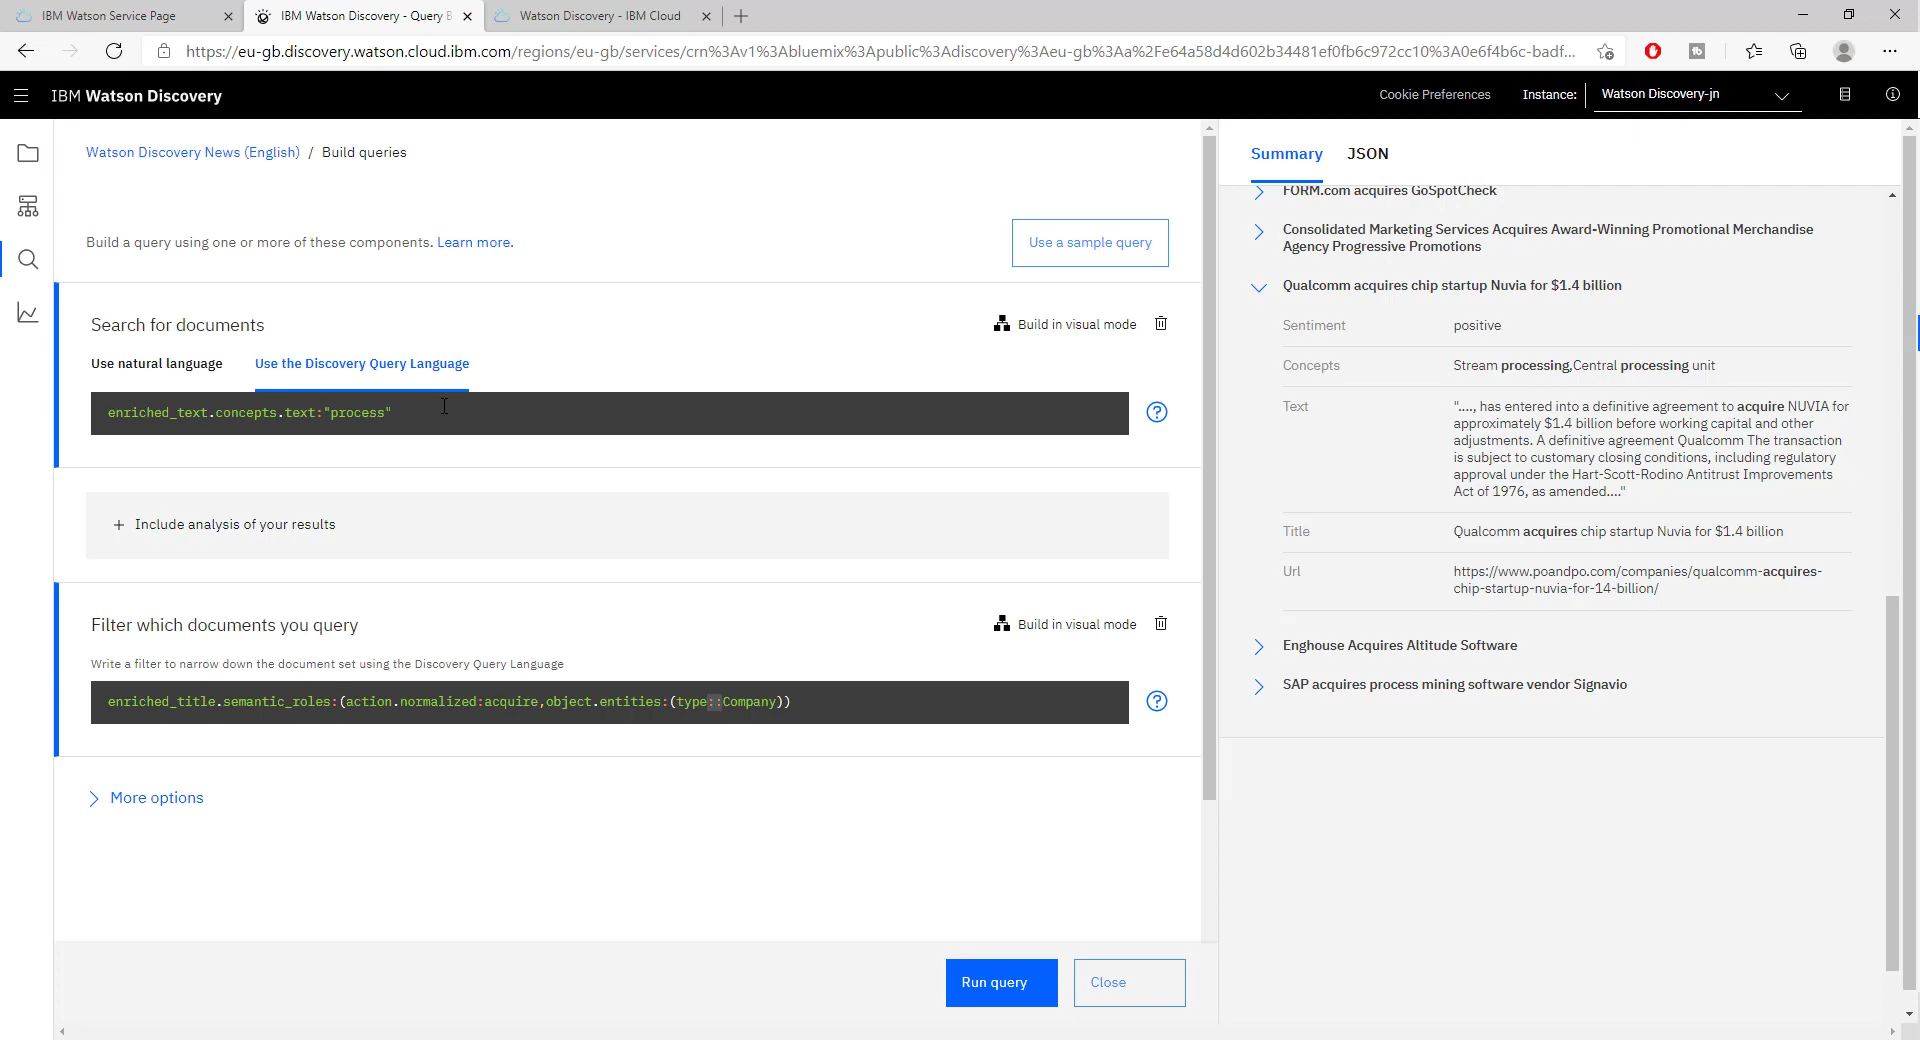 IBM Watson Service Page
IBM Watson Discovery - Query B
Watson Discovery - IBM Cloud
https://eu-gb.discovery.watson.cloud.ibm.com/regions/eu-gb/services/crn%3Av1%3Abluemix%3Apublic%3Adiscovery%3Aeu-gb%3Aa%2Fe64a58d4d602b34481ef0fb6c972cc10%3A0e6f4b6c-badf...
IBM Watson Discovery
Cookie Preferences
Instance:
Watson Discovery-jn
Watson Discovery News (English) / Build queries
Build a query using one or more of these components. Learn more.
Use a sample query
Search for documents
Build in visual mode
Use natural language
Use the Discovery Query Language
enriched_text.concepts.text:"process"
+ Include analysis of your results
Filter which documents you query
Build in visual mode
Write a filter to narrow down the document set using the Discovery Query Language
enriched_title.semantic_roles:(action.normalized:acquire,object.entities:(type::Company))
More options
Run query
Close
Summary
JSON
FORM.com acquires GoSpotCheck
Consolidated Marketing Services Acquires Award-Winning Promotional Merchandise
Agency Progressive Promotions
Qualcomm acquires chip startup Nuvia for $1.4 billion
Sentiment
positive
Concepts
Stream processing,Central processing unit
Text
"...., has entered into a definitive agreement to acquire NUVIA for
approximately $1.4 billion before working capital and other
adjustments. A definitive agreement Qualcomm The transaction
is subject to customary closing conditions, including regulatory
approval under the Hart-Scott-Rodino Antitrust Improvements
Act of 1976, as amended...."
Title
Qualcomm acquires chip startup Nuvia for $1.4 billion
Url
https://www.poandpo.com/companies/qualcomm-acquires-
chip-startup-nuvia-for-14-billion/
Enghouse Acquires Altitude Software
SAP acquires process mining software vendor Signavio